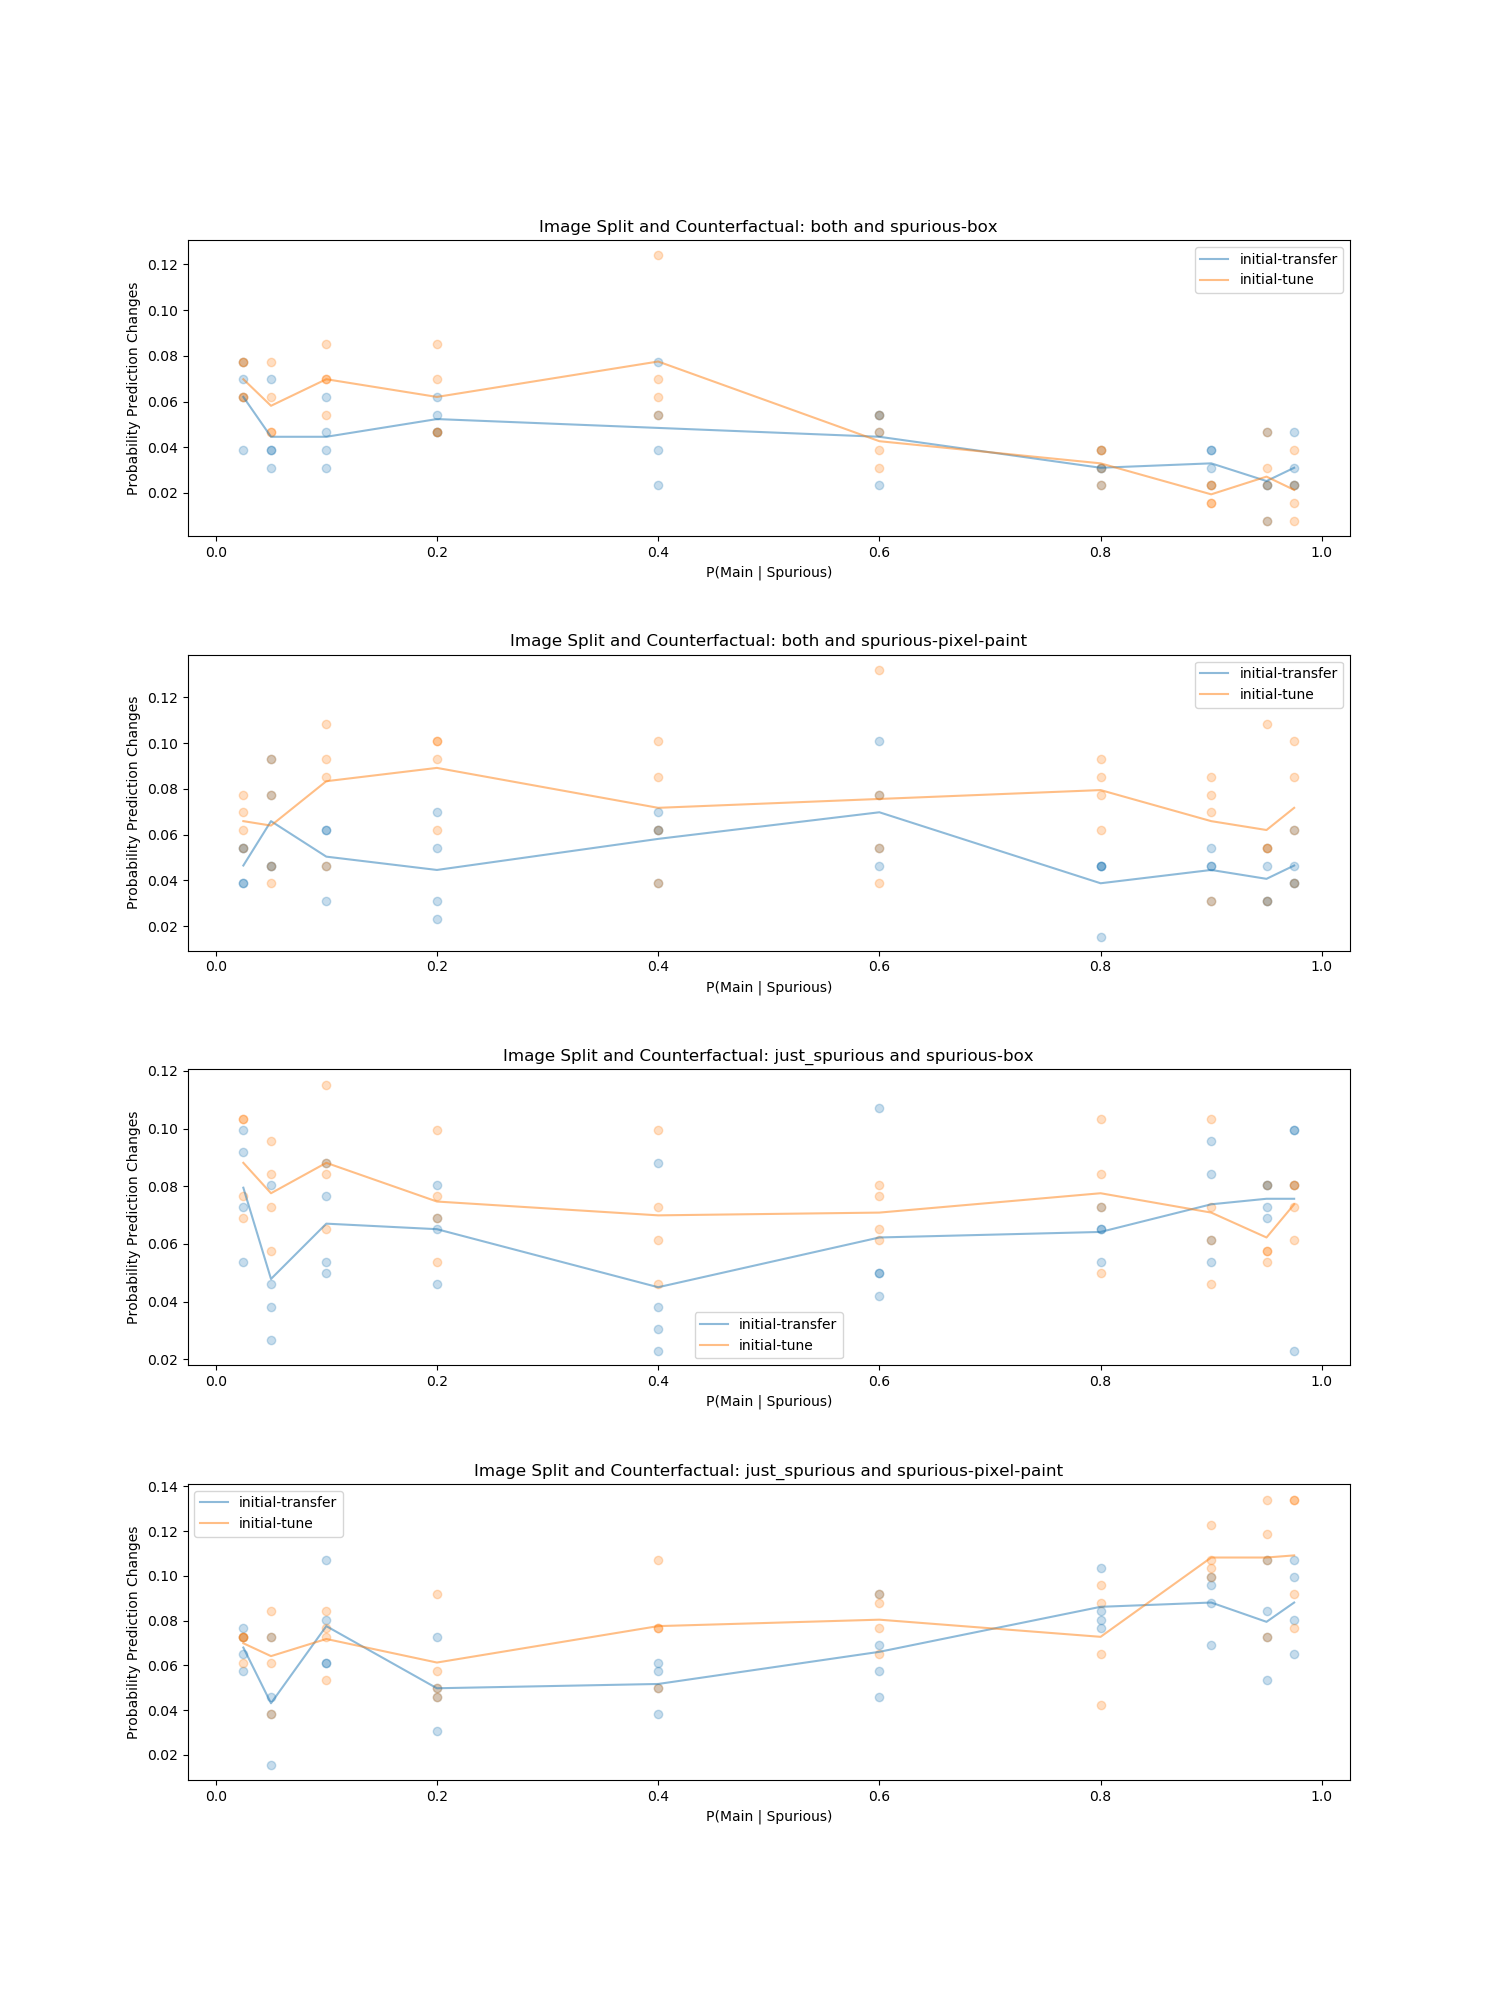 Image Split and Counterfactual: both and spurious-box
Probability Prediction Changes
0.12
0.10
0.08
0.06
0.04
0.02
initial-transfer
initial-tune
0.0 0.2 0.4 0.6 0.8 1.0
P(Main | Spurious)
Image Split and Counterfactual: both and spurious-pixel-paint
Probability Prediction Changes
0.12
0.10
0.08
0.06
0.04
0.02
initial-transfer
initial-tune
0.0 0.2 0.4 0.6 0.8 1.0
P(Main | Spurious)
Image Split and Counterfactual: just_spurious and spurious-box
Probability Prediction Changes
0.12
0.10
0.08
0.06
0.04
0.02
initial-transfer
initial-tune
0.0 0.2 0.4 0.6 0.8 1.0
P(Main | Spurious)
Image Split and Counterfactual: just_spurious and spurious-pixel-paint
Probability Prediction Changes
0.14
0.12
0.10
0.08
0.06
0.04
0.02
initial-transfer
initial-tune
0.0 0.2 0.4 0.6 0.8 1.0
P(Main | Spurious)